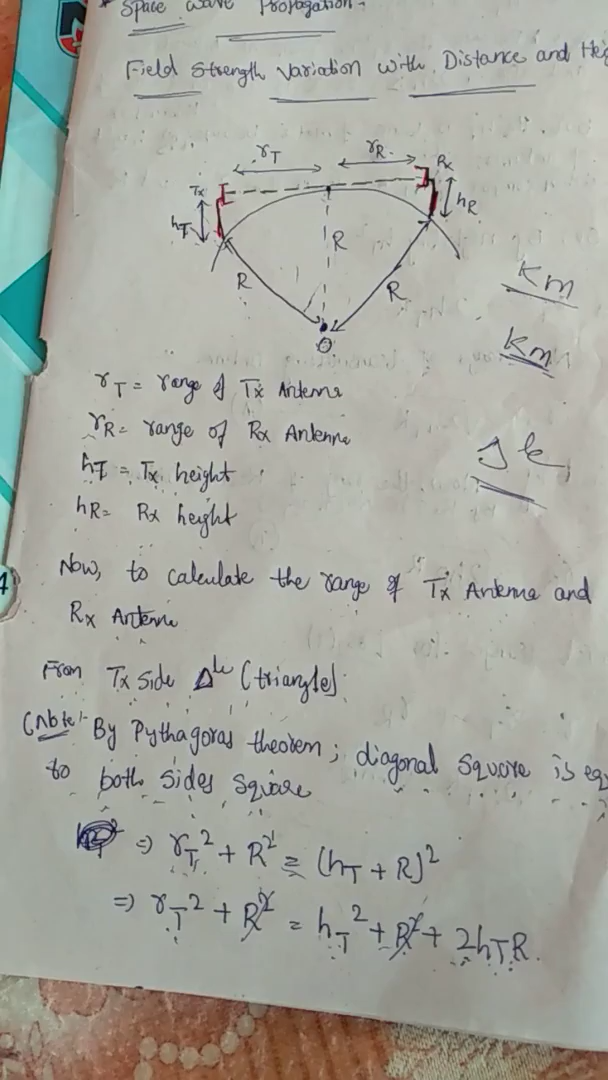 * Space Wave Propagation -
Field Strength Variation with Distance and Hei
rT
rR
Tx
Rx
hT
hR
R
R
R
O
Km
Km
rT = range of Tx Antenna
rR = range of Rx Antenna
hT = Tx height
hR = Rx height
Now, to calculate the range of Tx Antenna and
Rx Antenna
From Tx side Δle (triangle)
(Note:- By Pythagoras theorem; diagonal square is equ
to both sides square
⇒ rT² + R² = (hT + R)²
⇒ rT² + R² = hT² + R² + 2hTR.